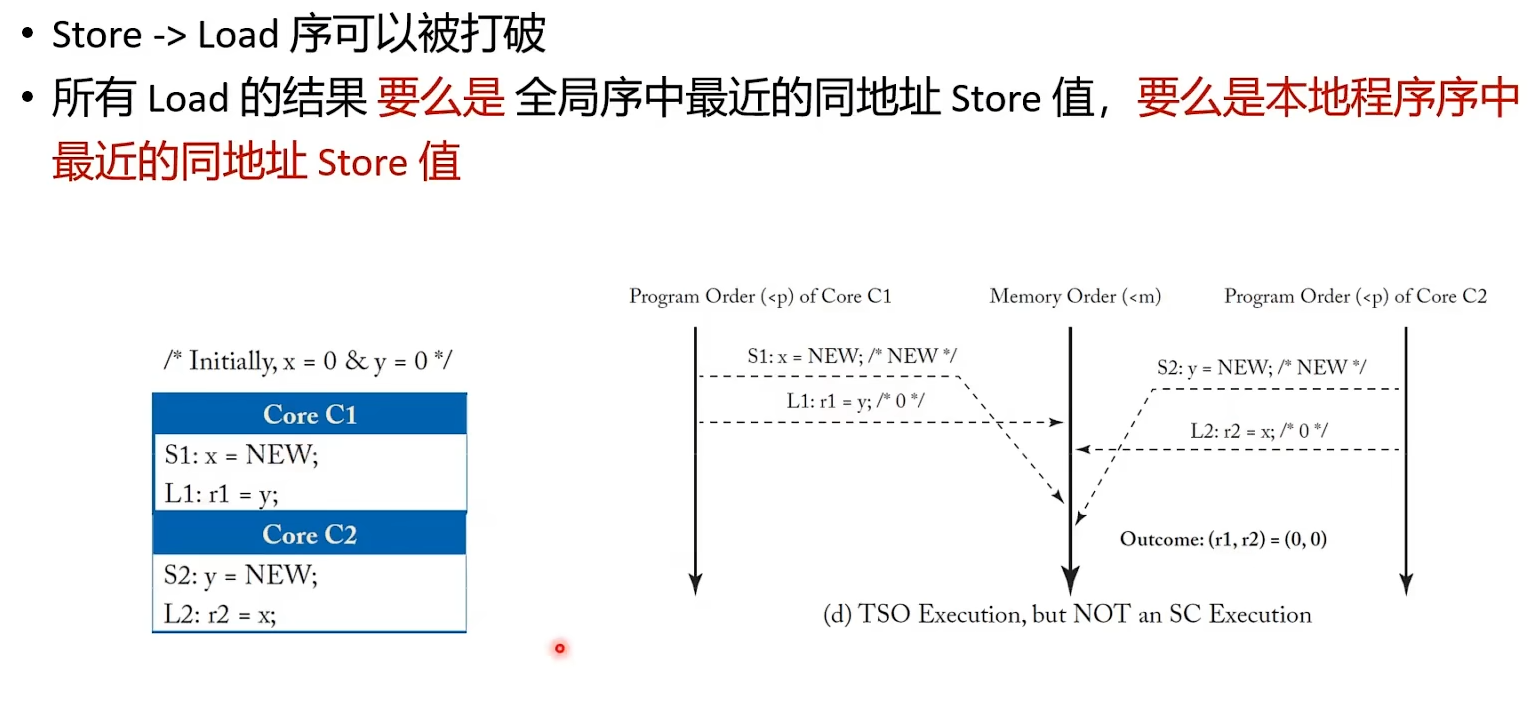 • Store -> Load 序可以被打破
• 所有 Load 的结果 要么是 全局序中最近的同地址 Store 值，要么是本地程序序中
最近的同地址 Store 值
/* Initially, x = 0 & y = 0 */
Core C1
S1: x = NEW;
L1: r1 = y;
Core C2
S2: y = NEW;
L2: r2 = x;
Program Order (<p) of Core C1
Memory Order (<m)
Program Order (<p) of Core C2
S1: x = NEW; /* NEW */
S2: y = NEW; /* NEW */
L1: r1 = y; /* 0 */
L2: r2 = x; /* 0 */
Outcome: (r1, r2) = (0, 0)
(d) TSO Execution, but NOT an SC Execution